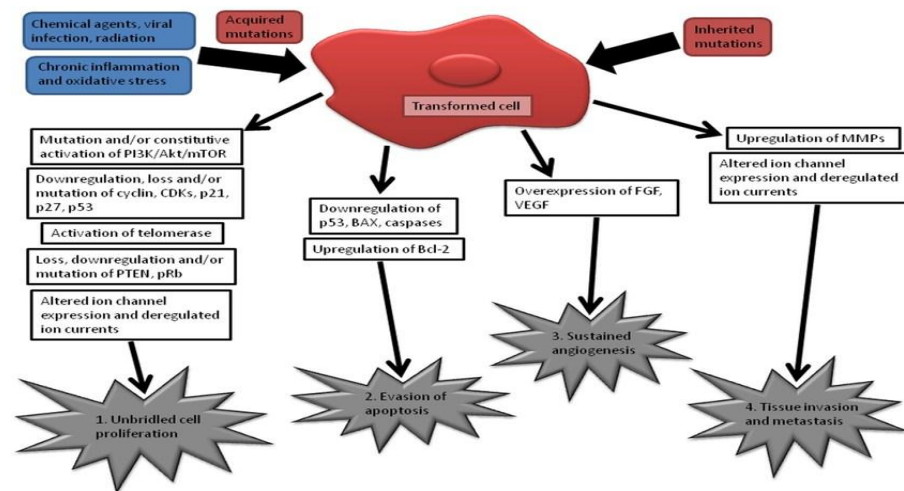 Chemical agents, viral
infection, radiation
Acquired
mutations
Inherited
mutations
Chronic inflammation
and oxidative stress
Transformed cell
Mutation and/or constitutive
activation of PI3K/Akt/mTOR
Downregulation, loss and/or
mutation of cyclin, CDKs, p21,
p27, p53
Activation of telomerase
Loss, downregulation and/or
mutation of PTEN, pRb
Altered ion channel
expression and deregulated
ion currents
1. Unbridled cell
proliferation
Downregulation of
p53, BAX, caspases
Upregulation of Bcl-2
2. Evasion of
apoptosis
Overexpression of FGF,
VEGF
3. Sustained
angiogenesis
Upregulation of MMPs
Altered ion channel
expression and deregulated
ion currents
4. Tissue invasion
and metastasis